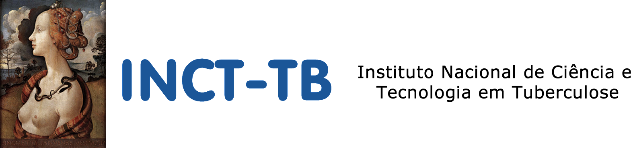 INCT-TB
Instituto Nacional de Ciência e
Tecnologia em Tuberculose